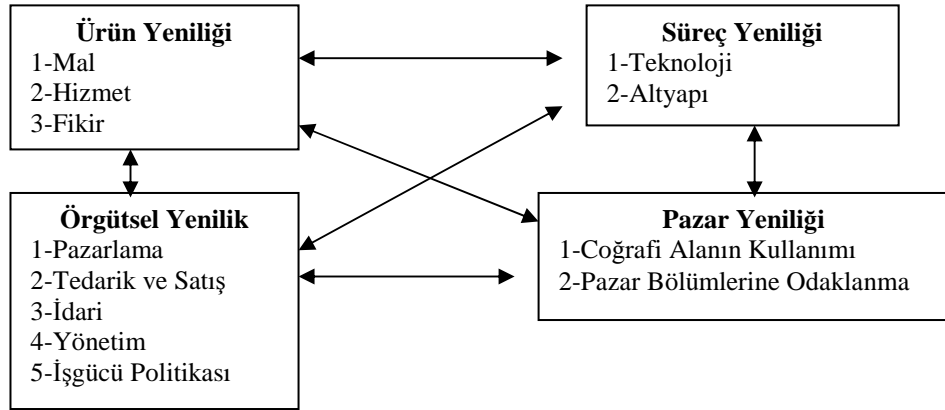 Ürün Yeniliği
1-Mal
2-Hizmet
3-Fikir
Süreç Yeniliği
1-Teknoloji
2-Altyapı
Örgütsel Yenilik
1-Pazarlama
2-Tedarik ve Satış
3-İdari
4-Yönetim
5-İşgücü Politikası
Pazar Yeniliği
1-Coğrafi Alanın Kullanımı
2-Pazar Bölümlerine Odaklanma